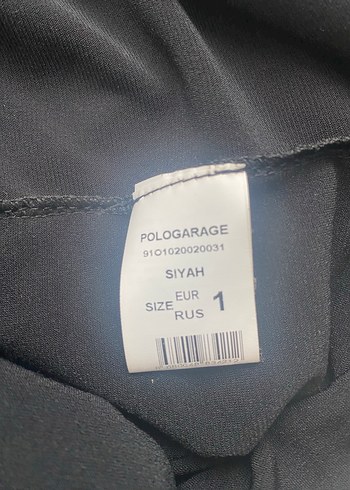 POLOGARAGE
91O1020020031
SIYAH
SIZE EUR RUS 1